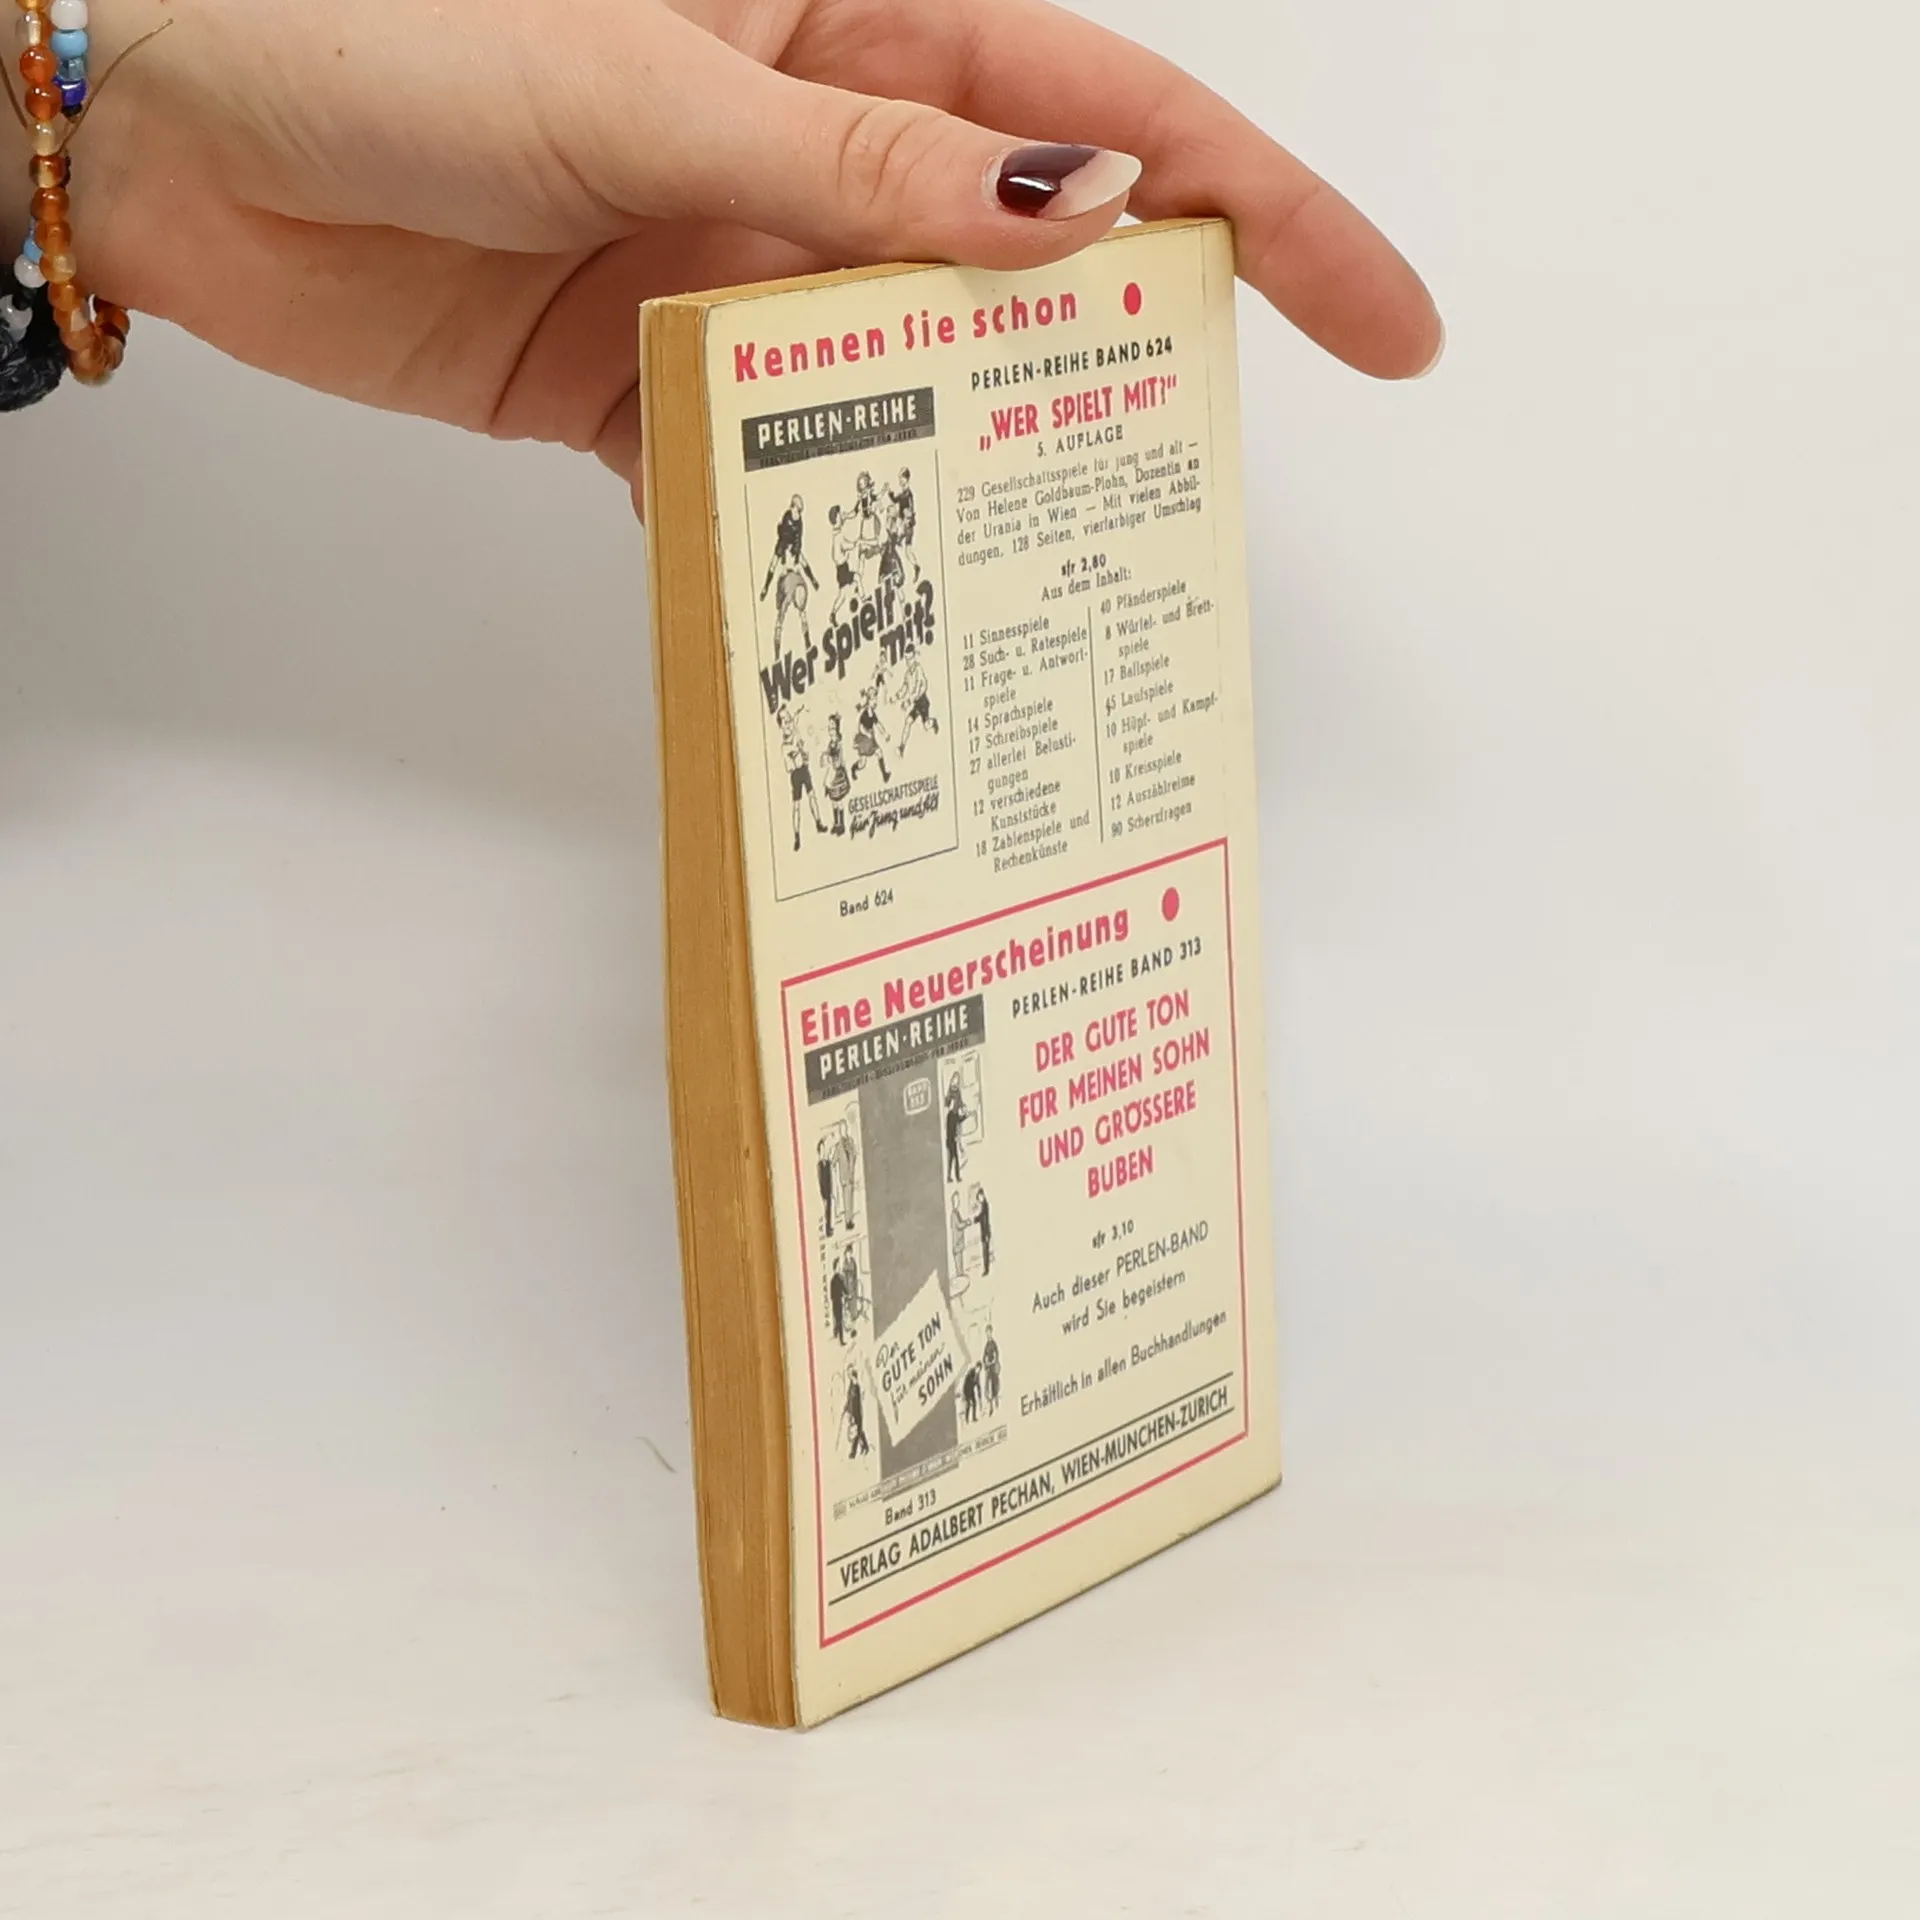 Kennen Sie schon
PERLEN-REIHE BAND 624
„WER SPIELT MIT?“
5. AUFLAGE
229 Gesellschaftsspiele für jung und alt —
Von Helene Goldbaum-Plohn, Dozentin an
der Urania in Wien — Mit vielen Abbil-
dungen, 128 Seiten, vierfarbiger Umschlag
sfr 2,80
Aus dem Inhalt:
11 Sinnesspiele
28 Such- u. Ratespiele
11 Frage- u. Antwort-
spiele
14 Sprachspiele
17 Schreibspiele
27 allerlei Belusti-
gungen
12 verschiedene
Kunststücke
18 Zahlenspiele und
Rechenkünste
40 Pfänderspiele
8 Würfel- und Brett-
spiele
17 Ballspiele
45 Laufspiele
10 Hüpf- und Kampf-
spiele
10 Kreisspiele
12 Auszählreime
90 Scherzfragen
PERLEN-REIHE
Wer spielt
mit?
GESELLSCHAFTSSPIELE
für Jung und Alt
Band 624
Eine Neuerscheinung
PERLEN-REIHE BAND 313
DER GUTE TON
FÜR MEINEN SOHN
UND GRÖSSERE
BUBEN
sfr 3,10
Auch dieser PERLEN-BAND
wird Sie begeistern
Erhältlich in allen Buchhandlungen
PERLEN-REIHE
Der
GUTE TON
für meinen
SOHN
Band 313
VERLAG ADALBERT PECHAN, WIEN-MÜNCHEN-ZÜRICH